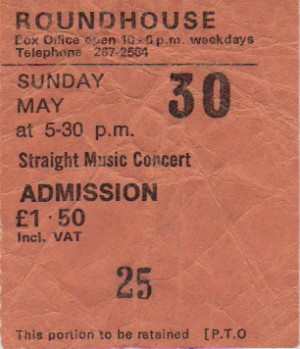 ROUNDHOUSE
Box Office open 10-6 p.m. weekdays
Telephone 267-2564
SUNDAY 30
MAY
at 5-30 p.m.
Straight Music Concert
ADMISSION
£1·50
Incl. VAT
25
This portion to be retained [P.T.O